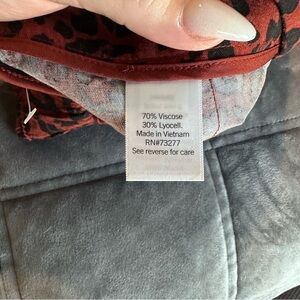 70% Viscose
30% Lyocell.
Made in Vietnam
RN#73277
See reverse for care